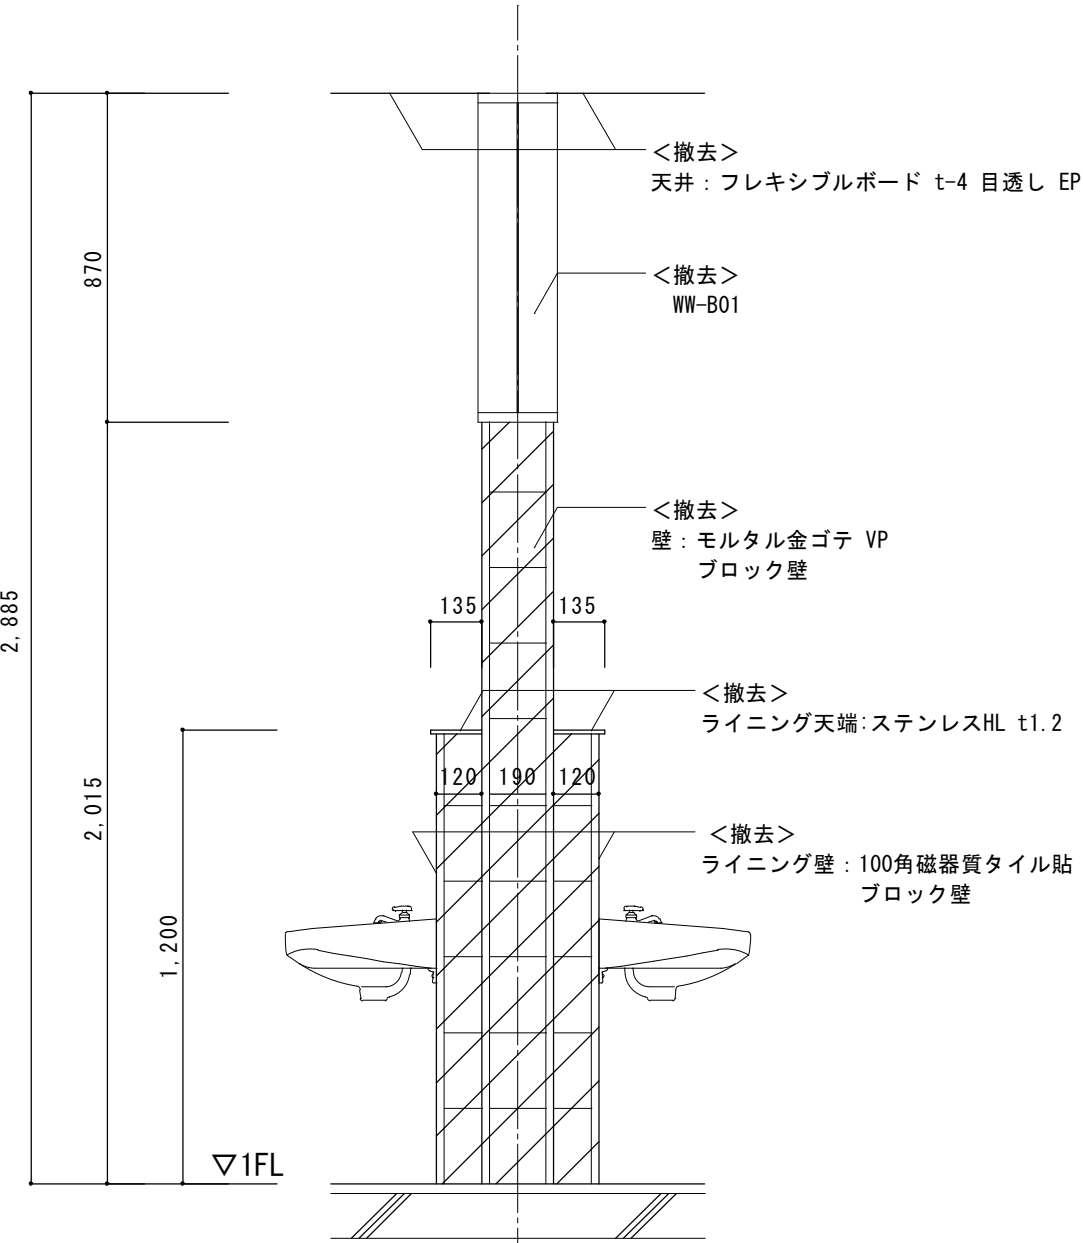 ＜撤去＞
天井：フレキシブルボード t-4 目透し EP
870
＜撤去＞
WW-B01
＜撤去＞
壁：モルタル金ゴテ VP
ブロック壁
2,885
135
135
＜撤去＞
ライニング天端:ステンレスHL t1.2
120
190
120
2,015
＜撤去＞
ライニング壁：100角磁器質タイル貼
ブロック壁
1,200
▽1FL